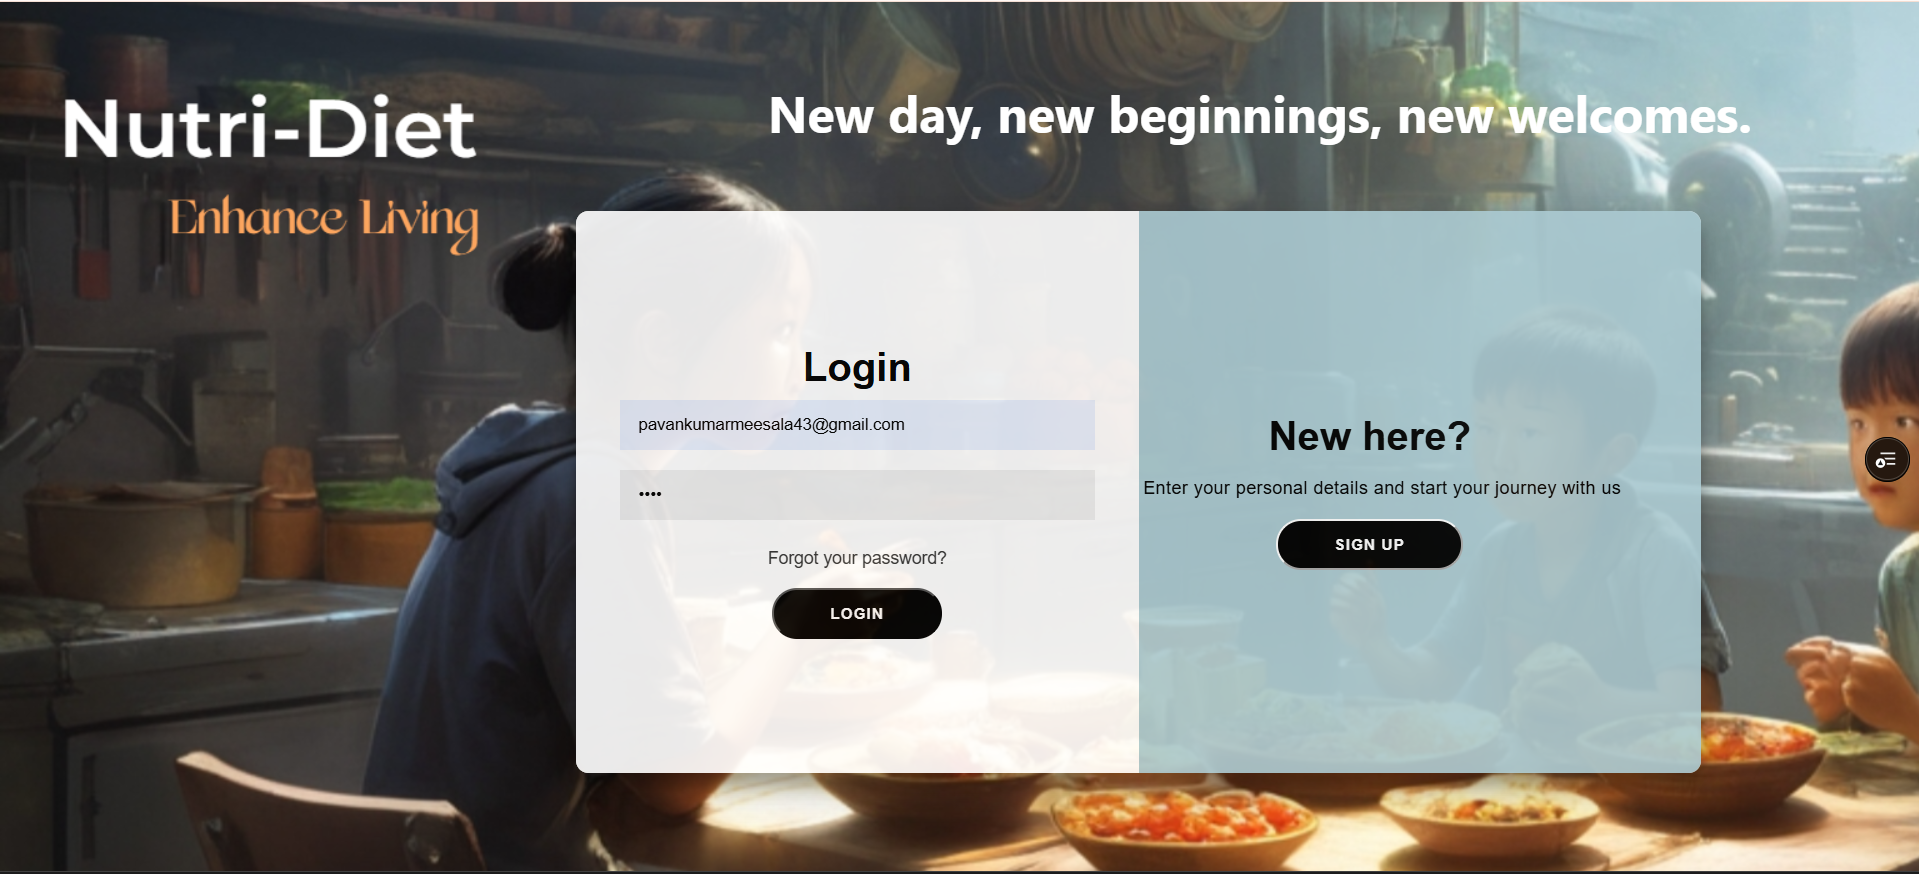 Nutri-Diet
Enhance Living
New day, new beginnings, new welcomes.
Login
pavankumarmeesala43@gmail.com
••••
Forgot your password?
LOGIN
New here?
Enter your personal details and start your journey with us
SIGN UP